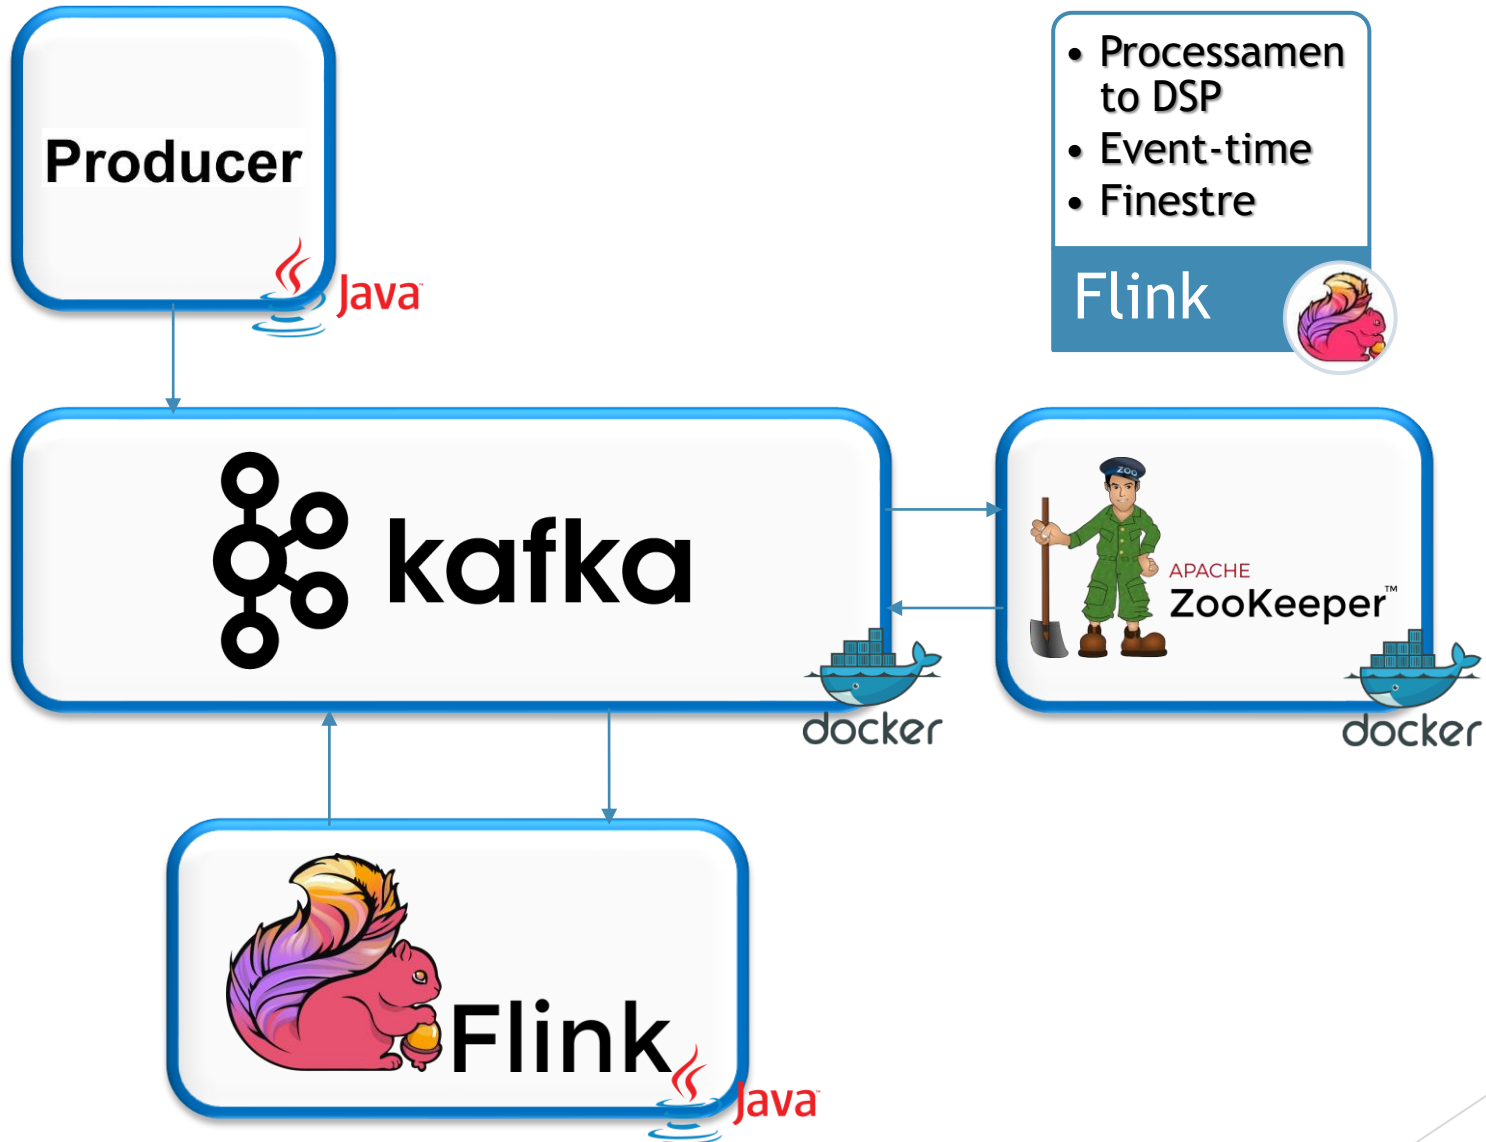 Producer
Java
• Processamen
to DSP
• Event-time
• Finestre
Flink
kafka
docker
ZOO
APACHE
ZooKeeper™
docker
Flink
Java